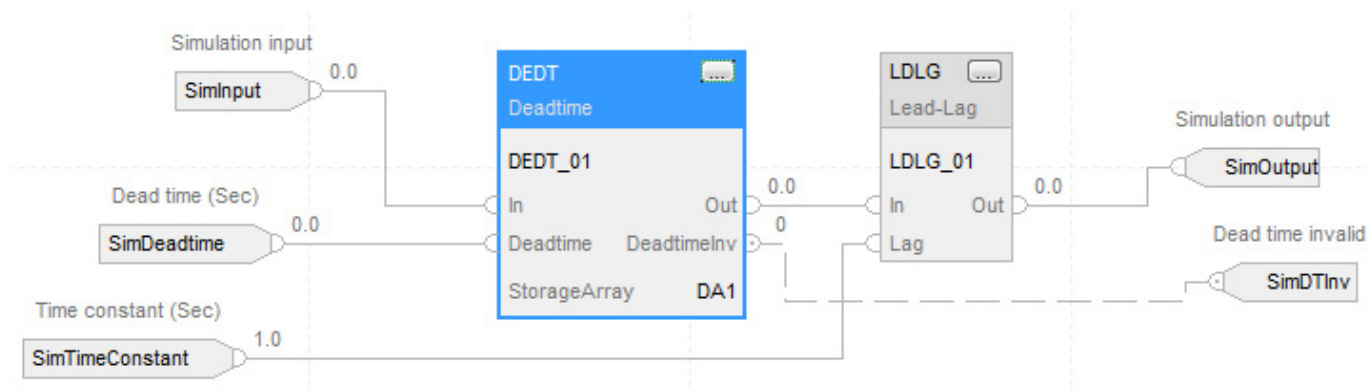 Simulation input
SimInput
0.0
Dead time (Sec)
SimDeadtime
0.0
Time constant (Sec)
SimTimeConstant
1.0
DEDT ...
Deadtime
DEDT_01
In Out
Deadtime DeadtimeInv
StorageArray DA1
0.0
0
LDLG ...
Lead-Lag
LDLG_01
In Out
Lag
0.0
Simulation output
SimOutput
Dead time invalid
SimDTInv